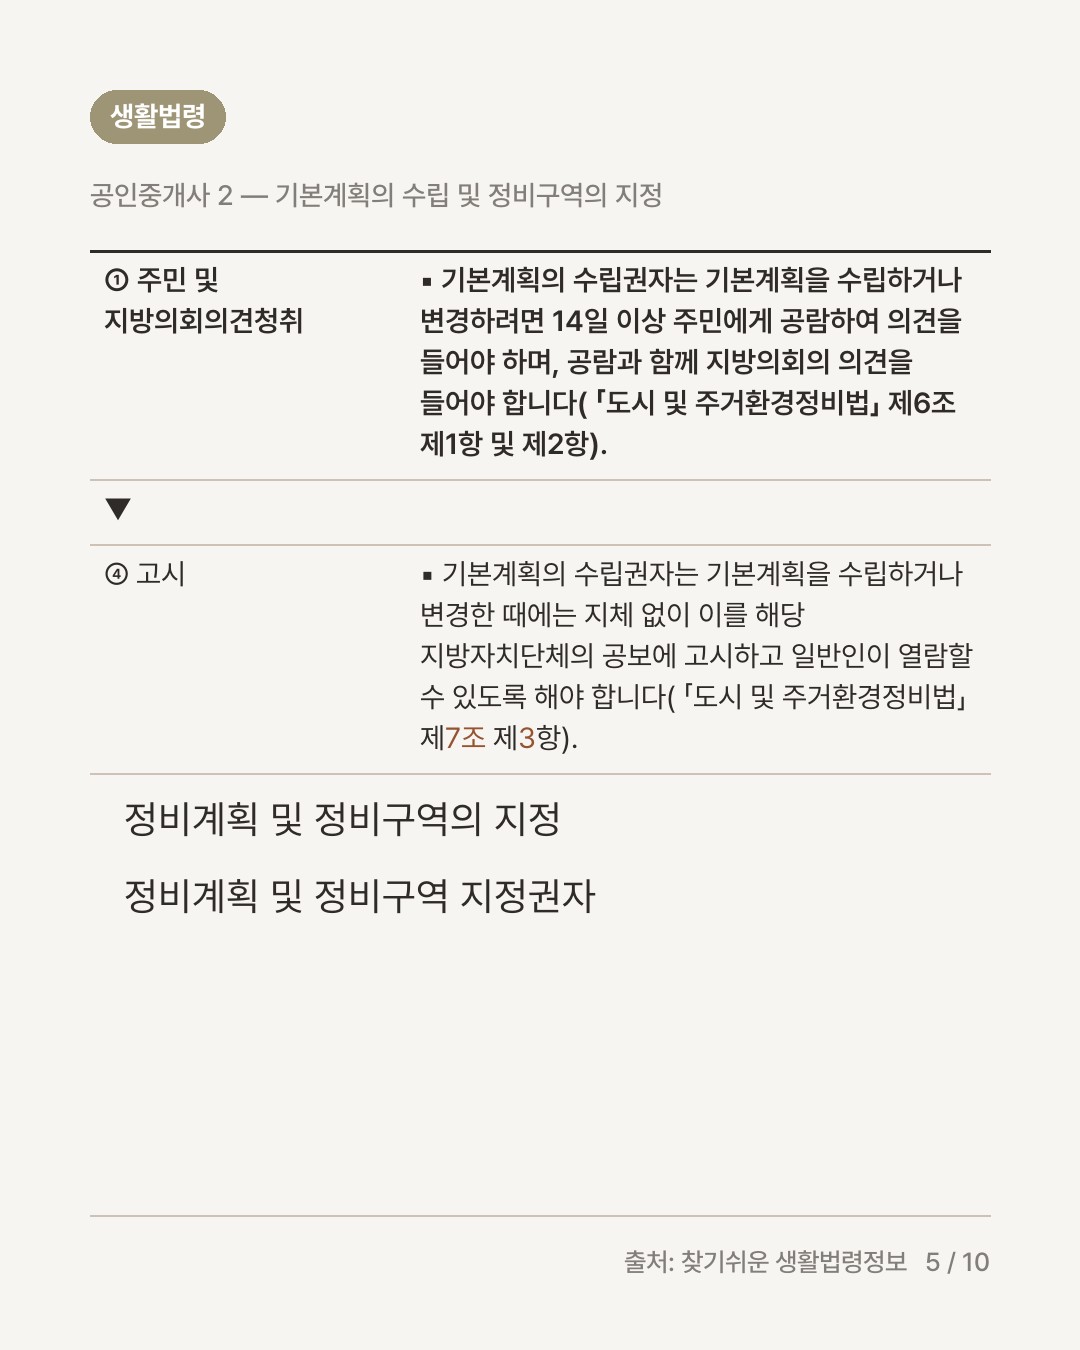 생활법령
공인중개사 2 — 기본계획의 수립 및 정비구역의 지정
① 주민 및
지방의회의견청취
▪ 기본계획의 수립권자는 기본계획을 수립하거나
변경하려면 14일 이상 주민에게 공람하여 의견을
들어야 하며, 공람과 함께 지방의회의 의견을
들어야 합니다(「도시 및 주거환경정비법」 제6조
제1항 및 제2항).
▼
④ 고시
▪ 기본계획의 수립권자는 기본계획을 수립하거나
변경한 때에는 지체 없이 이를 해당
지방자치단체의 공보에 고시하고 일반인이 열람할
수 있도록 해야 합니다(「도시 및 주거환경정비법」
제7조 제3항).
정비계획 및 정비구역의 지정
정비계획 및 정비구역 지정권자
출처: 찾기쉬운 생활법령정보 5 / 10